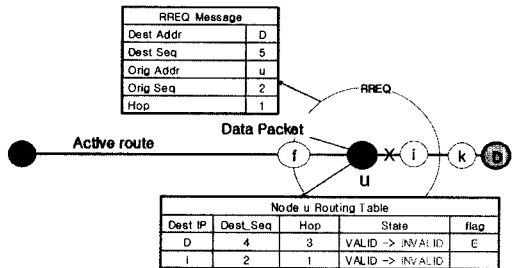 RREQ Message
Dest Addr D
Dest Seq 5
Orig Addr u
Orig Seq 2
Hop 1
RREQ
Data Packet
Active route
f
i
k
D
u
Node u Routing Table
Dest IP Dest_Seq Hop State flag
D 4 3 VALID -> INVALID E
i 2 1 VALID -> INVALID